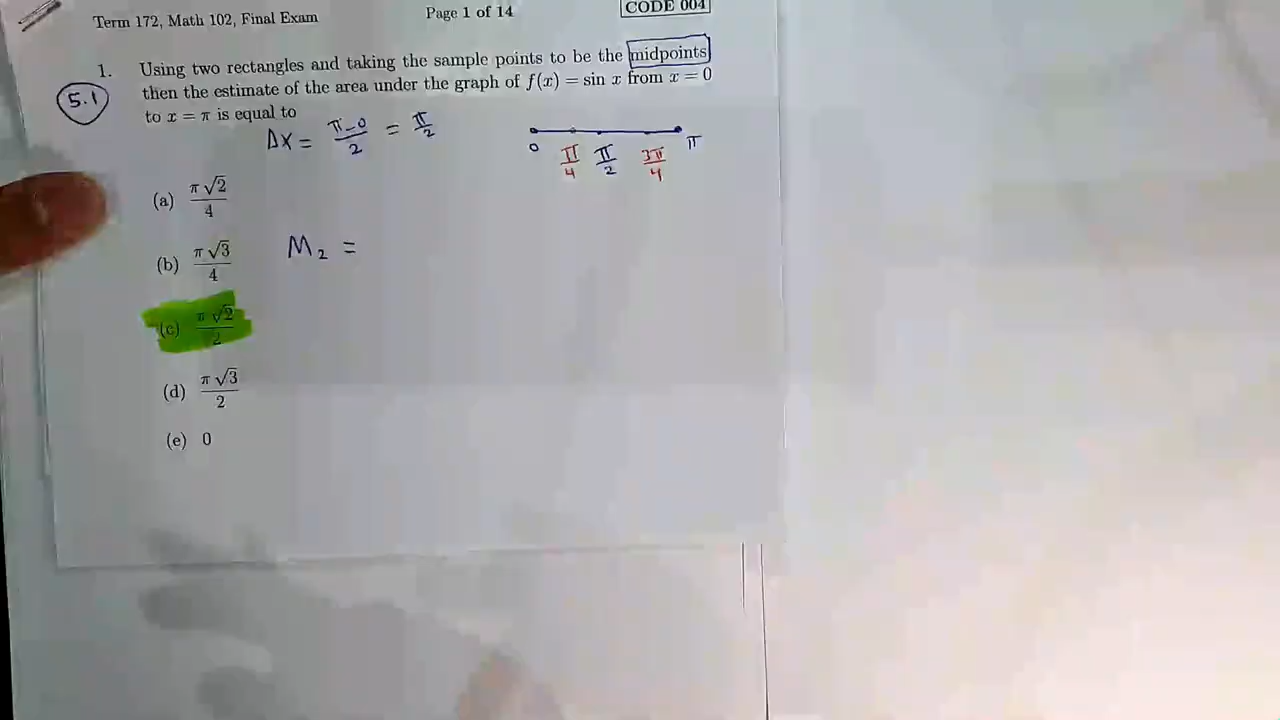 Term 172, Math 102, Final Exam Page 1 of 14 CODE 004
1. Using two rectangles and taking the sample points to be the midpoints
5.1 then the estimate of the area under the graph of f(x) = sin x from x = 0
to x = π is equal to
Δx = π-0/2 = π/2
0 π/4 π/2 3π/4 π
(a) π√2/4
M₂ =
(b) π√3/4
(c) π√2/2
(d) π√3/2
(e) 0